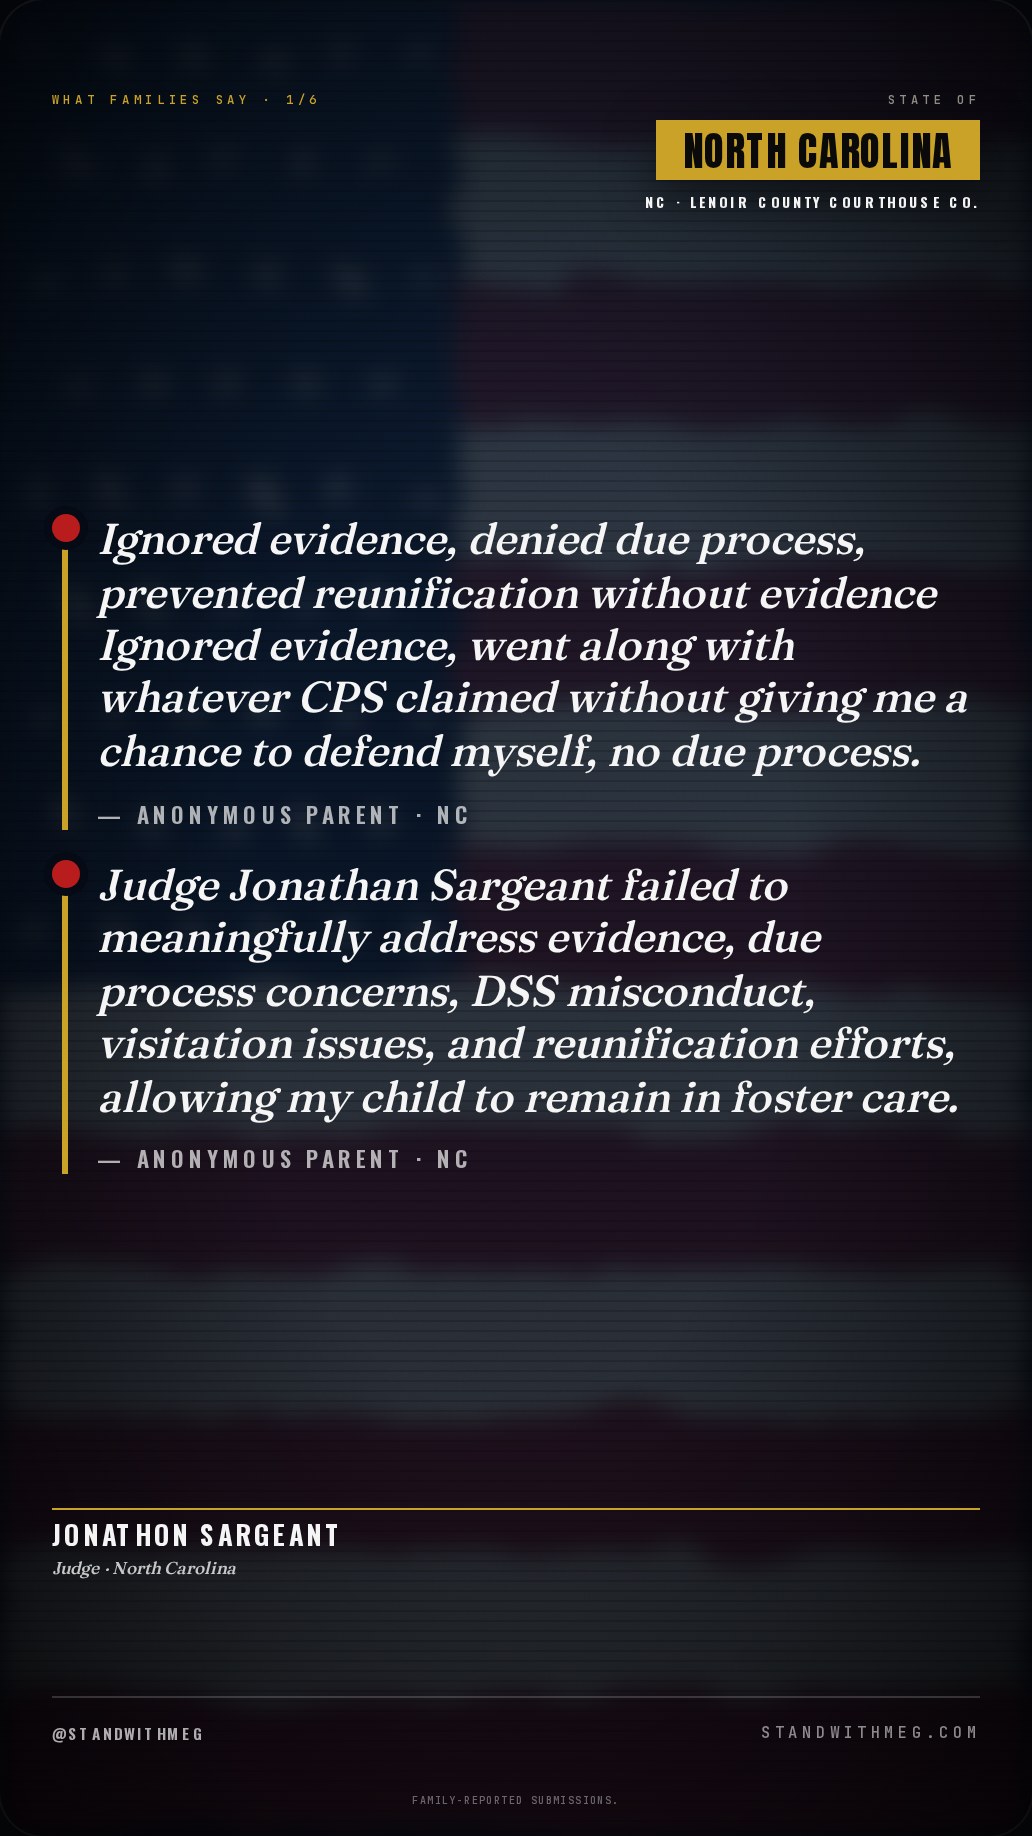 WHAT FAMILIES SAY · 1/6
STATE OF
NORTH CAROLINA
NC · LENOIR COUNTY COURTHOUSE CO.
Ignored evidence, denied due process,
prevented reunification without evidence
Ignored evidence, went along with
whatever CPS claimed without giving me a
chance to defend myself, no due process.
— ANONYMOUS PARENT · NC
Judge Jonathan Sargeant failed to
meaningfully address evidence, due
process concerns, DSS misconduct,
visitation issues, and reunification efforts,
allowing my child to remain in foster care.
— ANONYMOUS PARENT · NC
JONATHON SARGEANT
Judge · North Carolina
@STANDWITHMEG
STANDWITHMEG.COM
FAMILY-REPORTED SUBMISSIONS.